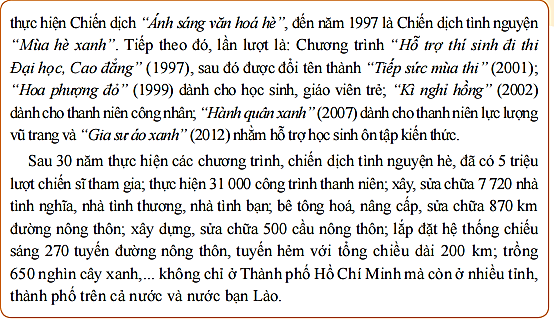 thực hiện Chiến dịch “Ánh sáng văn hoá hè”, đến năm 1997 là Chiến dịch tình nguyện
“Mùa hè xanh”. Tiếp theo đó, lần lượt là: Chương trình “Hỗ trợ thí sinh đi thi
Đại học, Cao đẳng” (1997), sau đó được đổi tên thành “Tiếp sức mùa thi” (2001);
“Hoa phượng đỏ” (1999) dành cho học sinh, giáo viên trẻ; “Kì nghỉ hồng” (2002)
dành cho thanh niên công nhân; “Hành quân xanh” (2007) dành cho thanh niên lực lượng
vũ trang và “Gia sư áo xanh” (2012) nhằm hỗ trợ học sinh ôn tập kiến thức.
Sau 30 năm thực hiện các chương trình, chiến dịch tình nguyện hè, đã có 5 triệu
lượt chiến sĩ tham gia; thực hiện 31 000 công trình thanh niên; xây, sửa chữa 7 720 nhà
tình nghĩa, nhà tình thương, nhà tình bạn; bê tông hoá, nâng cấp, sửa chữa 870 km
đường nông thôn; xây dựng, sửa chữa 500 cầu nông thôn; lắp đặt hệ thống chiếu
sáng 270 tuyến đường nông thôn, tuyến hẻm với tổng chiều dài 200 km; trồng
650 nghìn cây xanh,... không chỉ ở Thành phố Hồ Chí Minh mà còn ở nhiều tỉnh,
thành phố trên cả nước và nước bạn Lào.